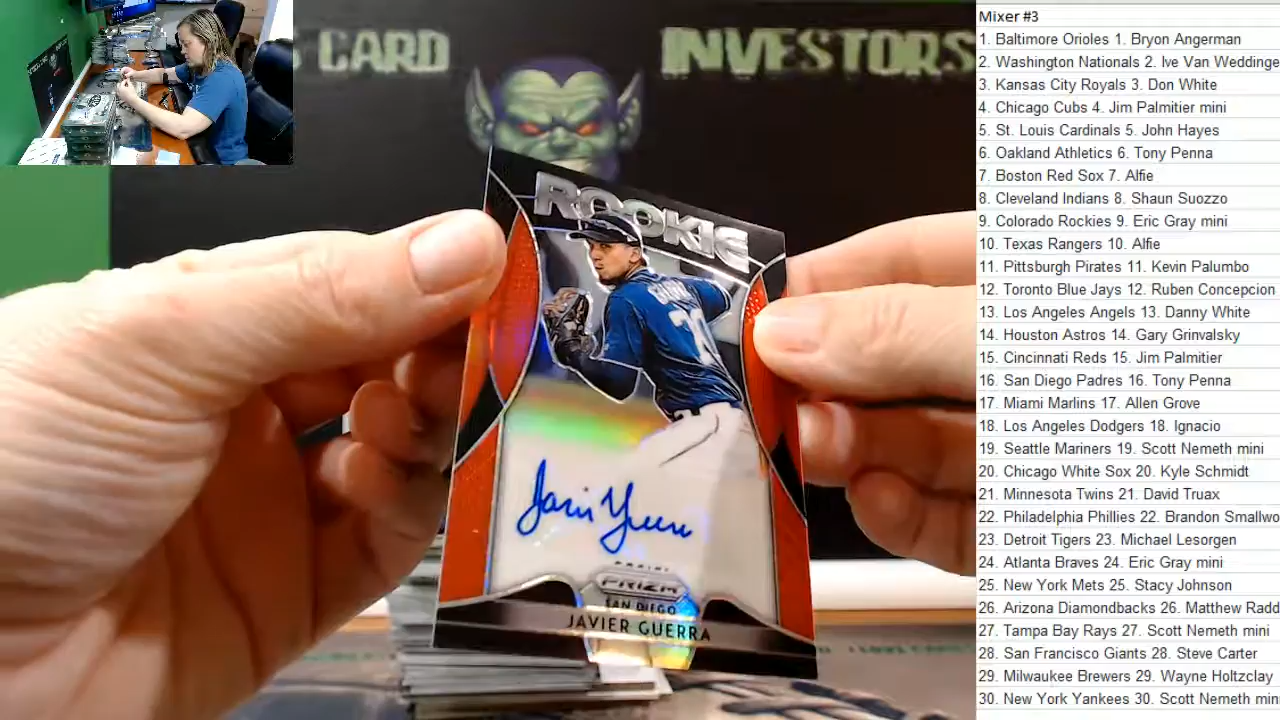 S CARD INVESTORS
ROOKIE
PANINI
PRIZM
SAN DIEGO
JAVIER GUERRA
Mixer #3
1. Baltimore Orioles 1. Bryon Angerman
2. Washington Nationals 2. Ive Van Weddinge
3. Kansas City Royals 3. Don White
4. Chicago Cubs 4. Jim Palmitier mini
5. St. Louis Cardinals 5. John Hayes
6. Oakland Athletics 6. Tony Penna
7. Boston Red Sox 7. Alfie
8. Cleveland Indians 8. Shaun Suozzo
9. Colorado Rockies 9. Eric Gray mini
10. Texas Rangers 10. Alfie
11. Pittsburgh Pirates 11. Kevin Palumbo
12. Toronto Blue Jays 12. Ruben Concepcion
13. Los Angeles Angels 13. Danny White
14. Houston Astros 14. Gary Grinvalsky
15. Cincinnati Reds 15. Jim Palmitier
16. San Diego Padres 16. Tony Penna
17. Miami Marlins 17. Allen Grove
18. Los Angeles Dodgers 18. Ignacio
19. Seattle Mariners 19. Scott Nemeth mini
20. Chicago White Sox 20. Kyle Schmidt
21. Minnesota Twins 21. David Truax
22. Philadelphia Phillies 22. Brandon Smallwo
23. Detroit Tigers 23. Michael Lesorgen
24. Atlanta Braves 24. Eric Gray mini
25. New York Mets 25. Stacy Johnson
26. Arizona Diamondbacks 26. Matthew Radd
27. Tampa Bay Rays 27. Scott Nemeth mini
28. San Francisco Giants 28. Steve Carter
29. Milwaukee Brewers 29. Wayne Holtzclay
30. New York Yankees 30. Scott Nemeth min